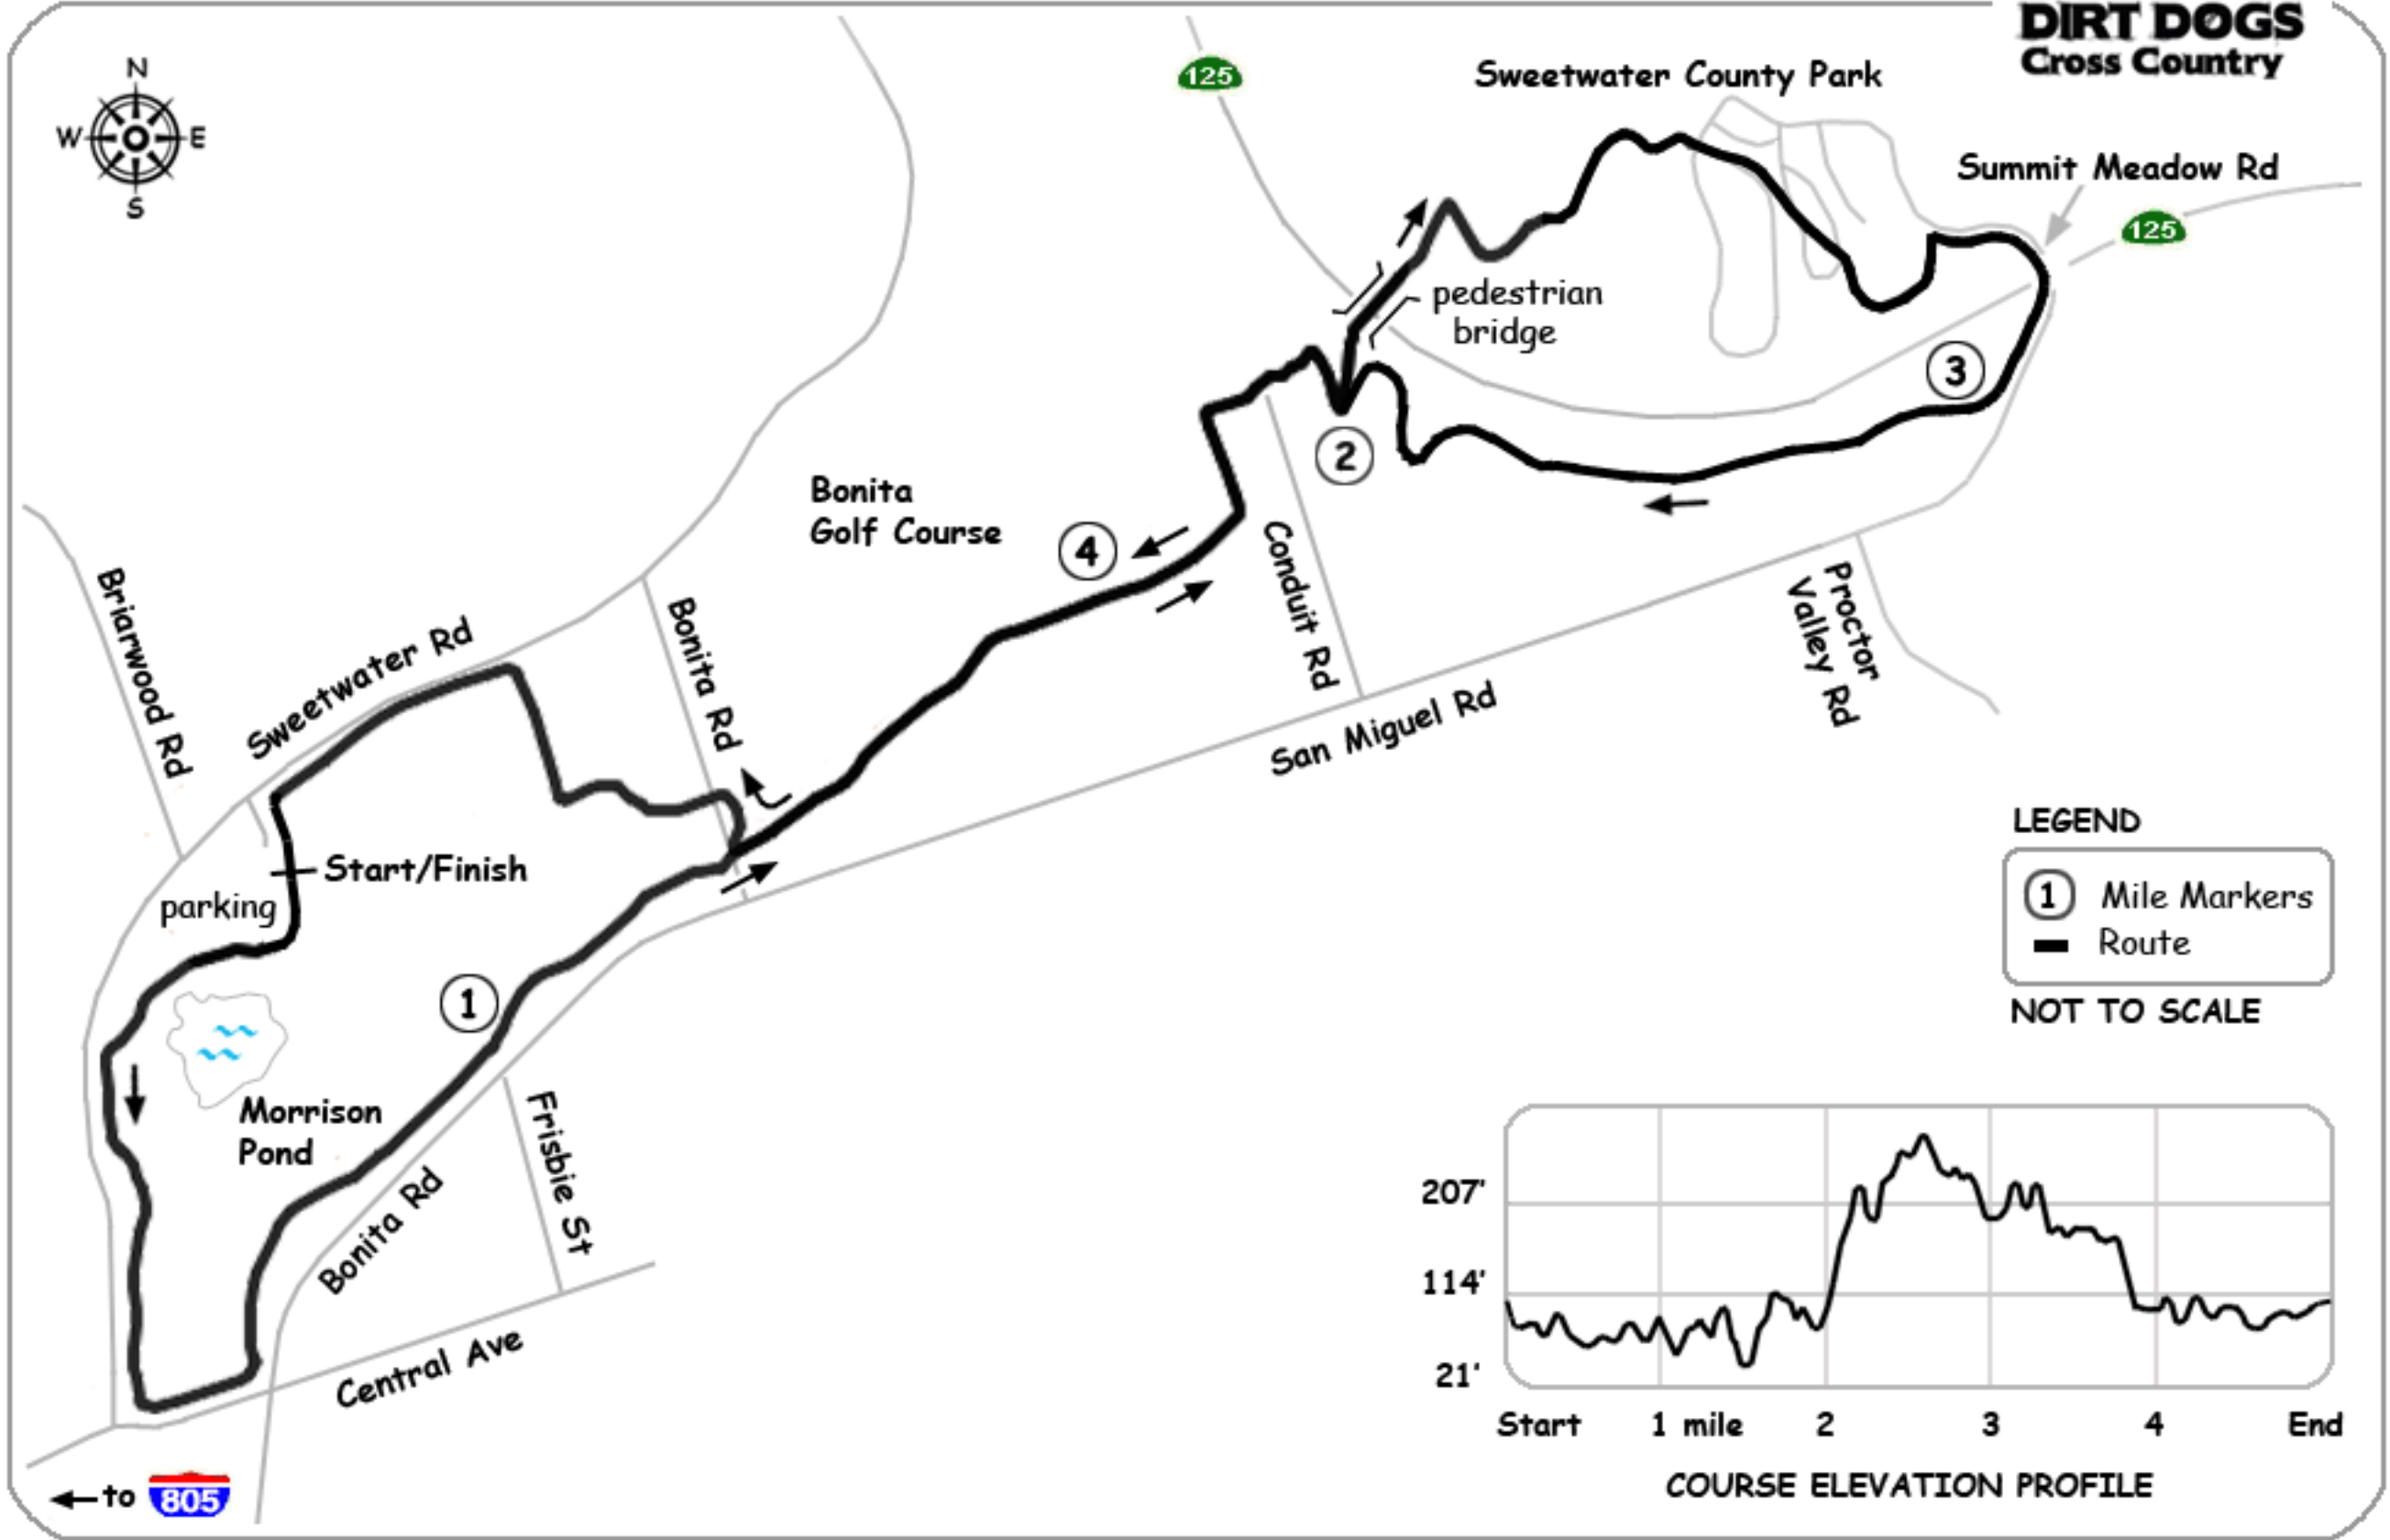 DIRT DOGS
Cross Country
N
W
E
S
125
Sweetwater County Park
Summit Meadow Rd
125
pedestrian
bridge
3
2
Bonita
Golf Course
4
Conduit Rd
Proctor
Valley Rd
Briarwood Rd
Sweetwater Rd
Bonita Rd
San Miguel Rd
Start/Finish
parking
1
Morrison
Pond
Frisbie St
Bonita Rd
Central Ave
to 805
LEGEND
1 Mile Markers
Route
NOT TO SCALE
207'
114'
21'
Start 1 mile 2 3 4 End
COURSE ELEVATION PROFILE